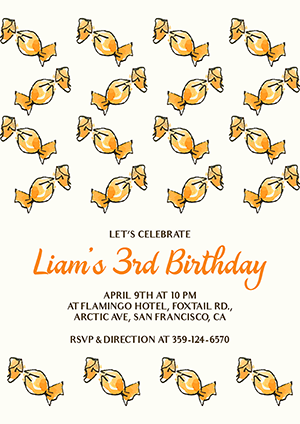 LET'S CELEBRATE
Liam's 3rd Birthday
APRIL 9TH AT 10 PM
AT FLAMINGO HOTEL, FOXTAIL RD.,
ARCTIC AVE, SAN FRANCISCO, CA
RSVP & DIRECTION AT 359-124-6570